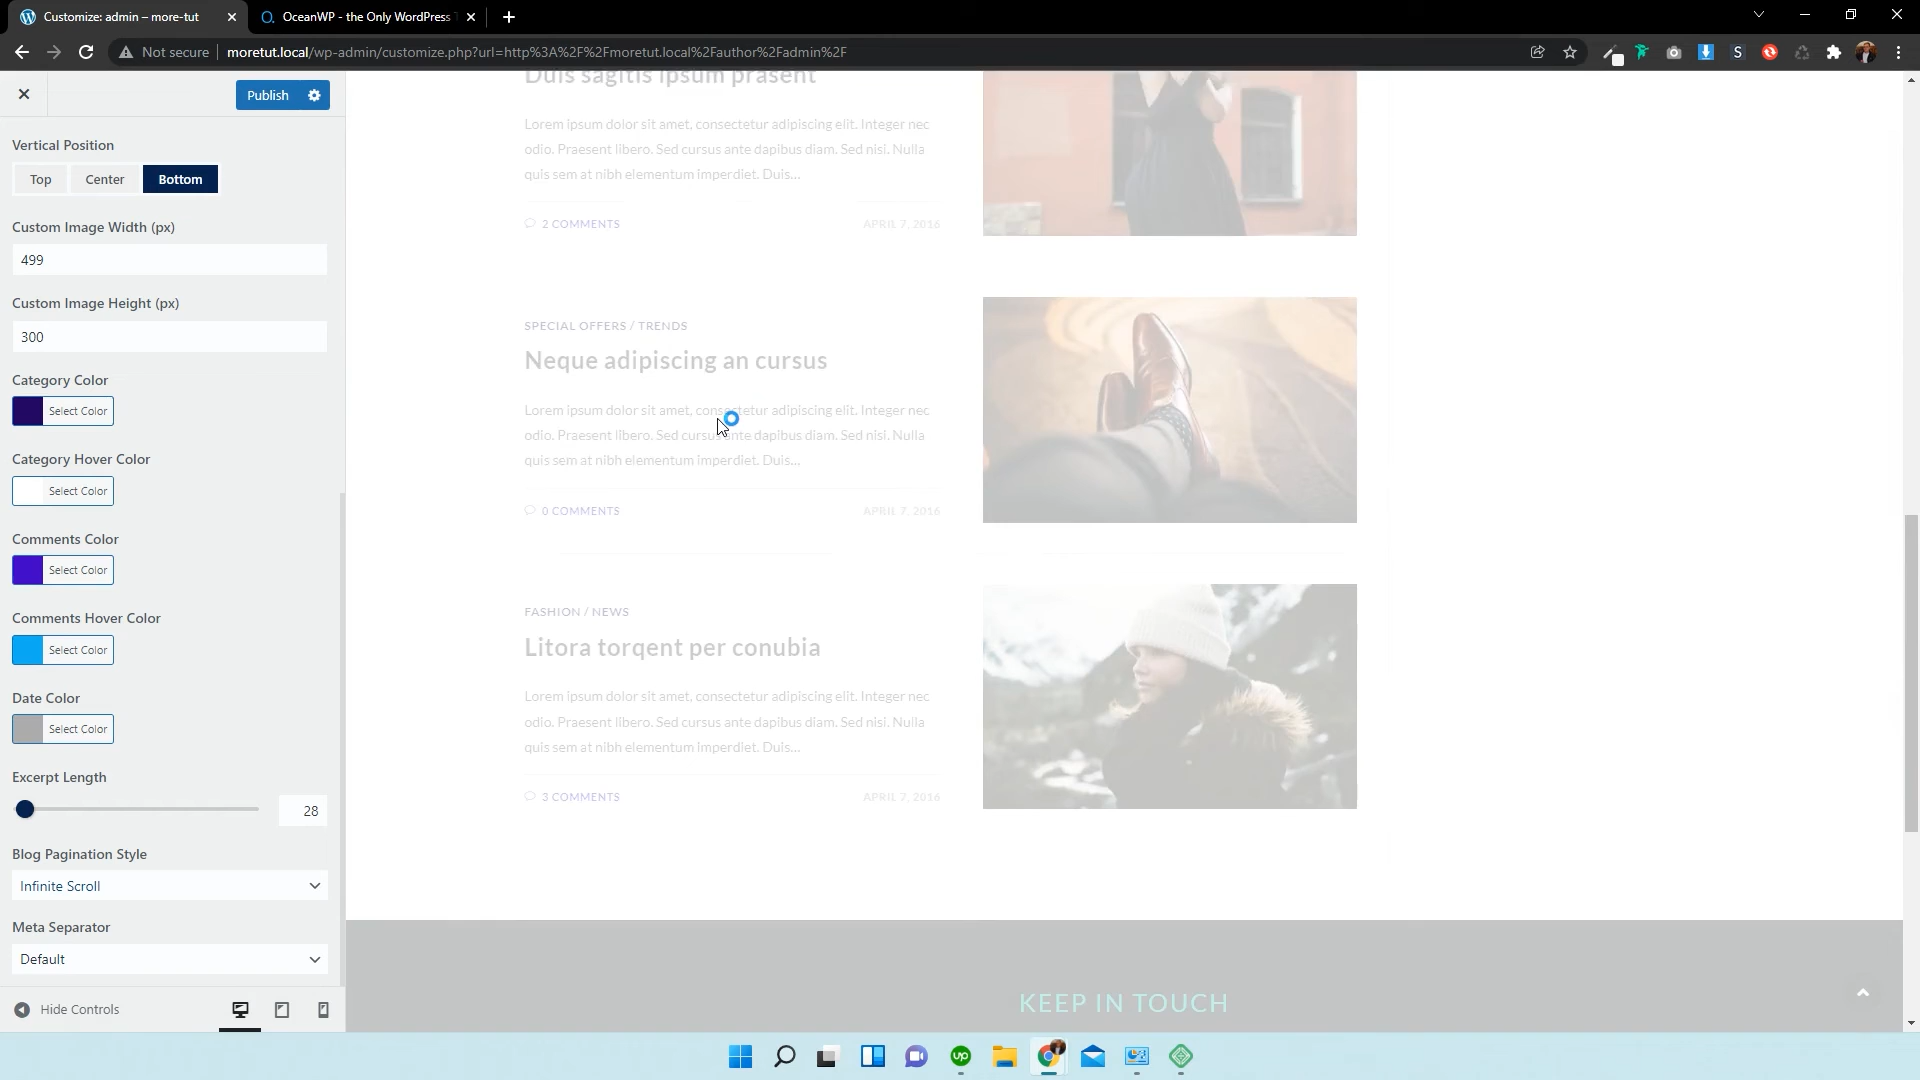 Customize: admin – more-tut
OceanWP - the Only WordPress T
Not secure
moretut.local/wp-admin/customize.php?url=http%3A%2F%2Fmoretut.local%2Fauthor%2Fadmin%2F
Publish
Vertical Position
Top
Center
Bottom
Custom Image Width (px)
499
Custom Image Height (px)
300
Category Color
Select Color
Category Hover Color
Select Color
Comments Color
Select Color
Comments Hover Color
Select Color
Date Color
Select Color
Excerpt Length
28
Blog Pagination Style
Infinite Scroll
Meta Separator
Default
Hide Controls
Duis sagitis ipsum prasent
Lorem ipsum dolor sit amet, consectetur adipiscing elit. Integer nec
odio. Praesent libero. Sed cursus ante dapibus diam. Sed nisi. Nulla
quis sem at nibh elementum imperdiet. Duis...
2 COMMENTS
APRIL 7, 2016
SPECIAL OFFERS / TRENDS
Neque adipiscing an cursus
Lorem ipsum dolor sit amet, consectetur adipiscing elit. Integer nec
odio. Praesent libero. Sed cursus ante dapibus diam. Sed nisi. Nulla
quis sem at nibh elementum imperdiet. Duis...
0 COMMENTS
APRIL 7, 2016
FASHION / NEWS
Litora torqent per conubia
Lorem ipsum dolor sit amet, consectetur adipiscing elit. Integer nec
odio. Praesent libero. Sed cursus ante dapibus diam. Sed nisi. Nulla
quis sem at nibh elementum imperdiet. Duis...
3 COMMENTS
APRIL 7, 2016
KEEP IN TOUCH